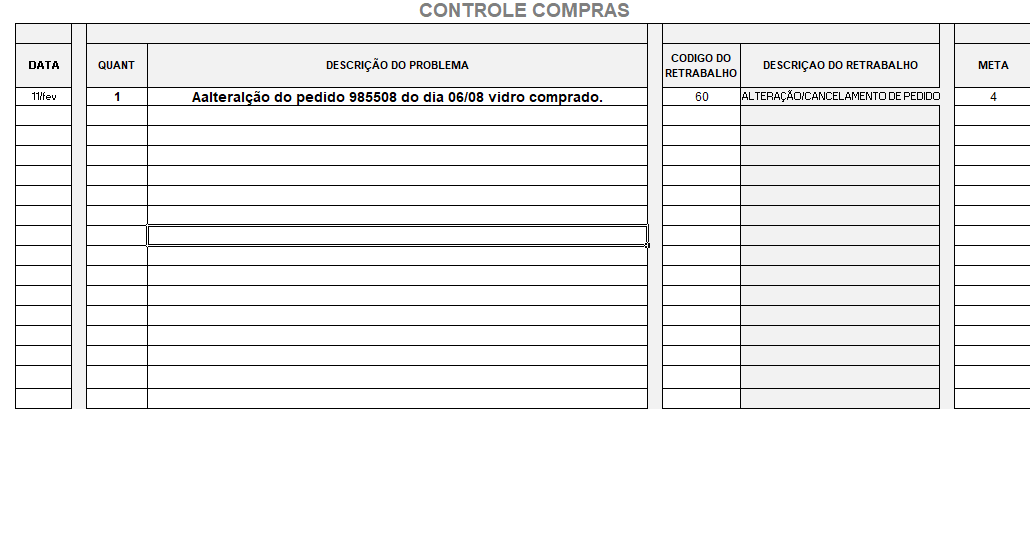 CONTROLE COMPRAS
DATA QUANT DESCRIÇÃO DO PROBLEMA CODIGO DO RETRABALHO DESCRIÇAO DO RETRABALHO META
11/fev 1 Aalteralção do pedido 985508 do dia 06/08 vidro comprado. 60 ALTERAÇÃO/CANCELAMENTO DE PEDIDO 4